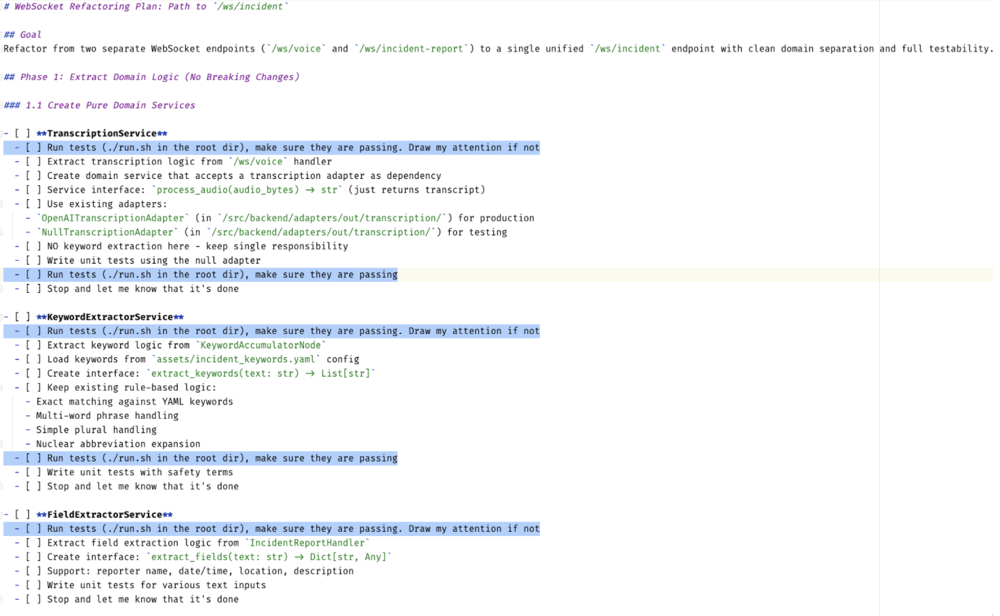 # WebSocket Refactoring Plan: Path to `/ws/incident`
## Goal
Refactor from two separate WebSocket endpoints (`/ws/voice` and `/ws/incident-report`) to a single unified `/ws/incident` endpoint with clean domain separation and full testability.
## Phase 1: Extract Domain Logic (No Breaking Changes)
### 1.1 Create Pure Domain Services
- [ ] **TranscriptionService**
- [ ] Run tests (./run.sh in the root dir), make sure they are passing. Draw my attention if not
- [ ] Extract transcription logic from `/ws/voice` handler
- [ ] Create domain service that accepts a transcription adapter as dependency
- [ ] Service interface: `process_audio(audio_bytes) → str` (just returns transcript)
- [ ] Use existing adapters:
- `OpenAITranscriptionAdapter` (in `/src/backend/adapters/out/transcription/`) for production
- `NullTranscriptionAdapter` (in `/src/backend/adapters/out/transcription/`) for testing
- [ ] NO keyword extraction here - keep single responsibility
- [ ] Write unit tests using the null adapter
- [ ] Run tests (./run.sh in the root dir), make sure they are passing
- [ ] Stop and let me know that it's done
- [ ] **KeywordExtractorService**
- [ ] Run tests (./run.sh in the root dir), make sure they are passing. Draw my attention if not
- [ ] Extract keyword logic from `KeywordAccumulatorNode`
- [ ] Load keywords from `assets/incident_keywords.yaml` config
- [ ] Create interface: `extract_keywords(text: str) → List[str]`
- [ ] Keep existing rule-based logic:
- Exact matching against YAML keywords
- Multi-word phrase handling
- Simple plural handling
- Nuclear abbreviation expansion
- [ ] Run tests (./run.sh in the root dir), make sure they are passing
- [ ] Write unit tests with safety terms
- [ ] Stop and let me know that it's done
- [ ] **FieldExtractorService**
- [ ] Run tests (./run.sh in the root dir), make sure they are passing. Draw my attention if not
- [ ] Extract field extraction logic from `IncidentReportHandler`
- [ ] Create interface: `extract_fields(text: str) → Dict[str, Any]`
- [ ] Support: reporter name, date/time, location, description
- [ ] Write unit tests for various text inputs
- [ ] Stop and let me know that it's done